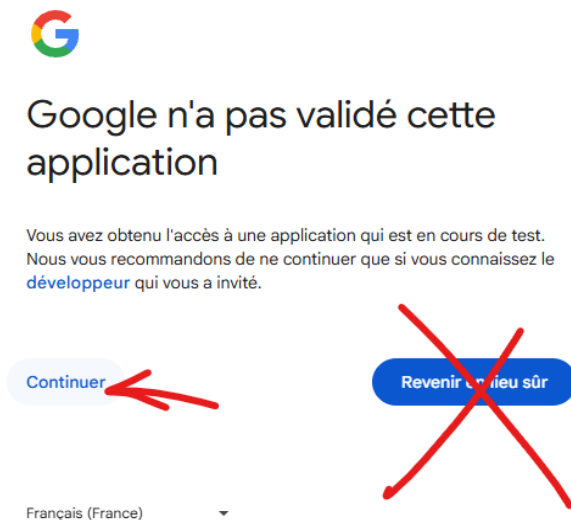 Google n'a pas validé cette
application
Vous avez obtenu l'accès à une application qui est en cours de test.
Nous vous recommandons de ne continuer que si vous connaissez le
développeur qui vous a invité.
Continuer
Revenir en lieu sûr
Français (France)